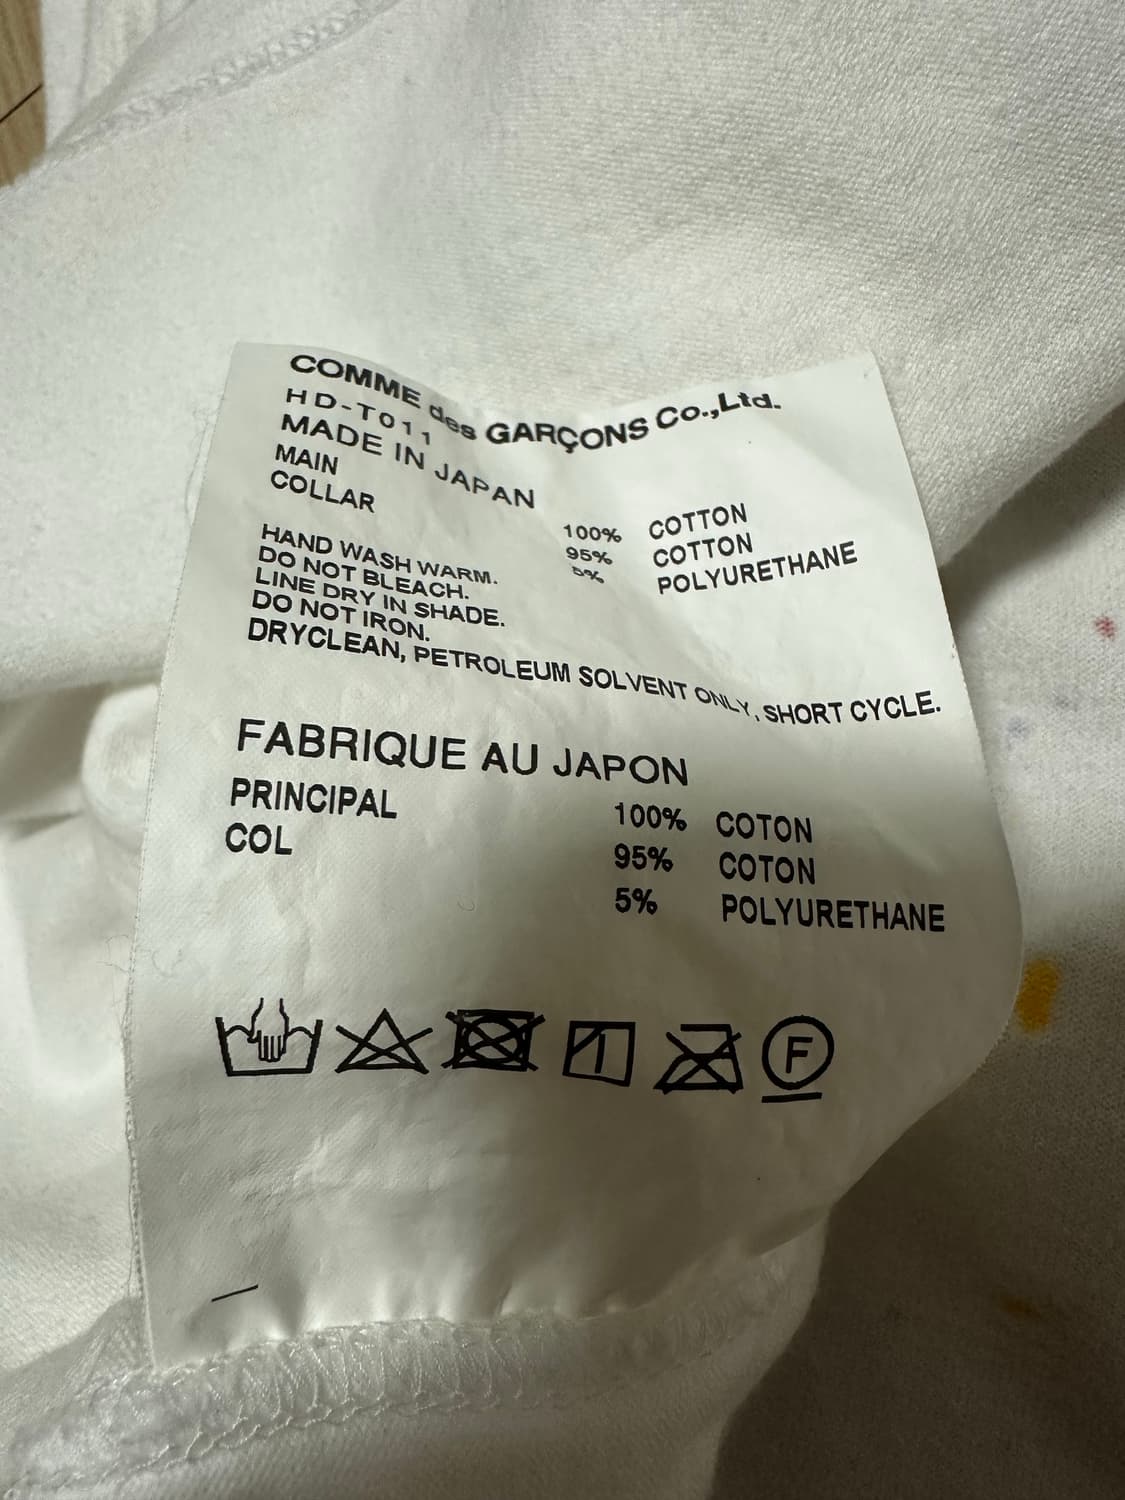 COMME des GARÇONS Co.,Ltd.
HD-T011
MADE IN JAPAN
MAIN 100% COTTON
COLLAR 95% COTTON
5% POLYURETHANE
HAND WASH WARM.
DO NOT BLEACH.
LINE DRY IN SHADE.
DO NOT IRON.
DRYCLEAN, PETROLEUM SOLVENT ONLY, SHORT CYCLE.
FABRIQUE AU JAPON
PRINCIPAL 100% COTON
COL 95% COTON
5% POLYURETHANE
F